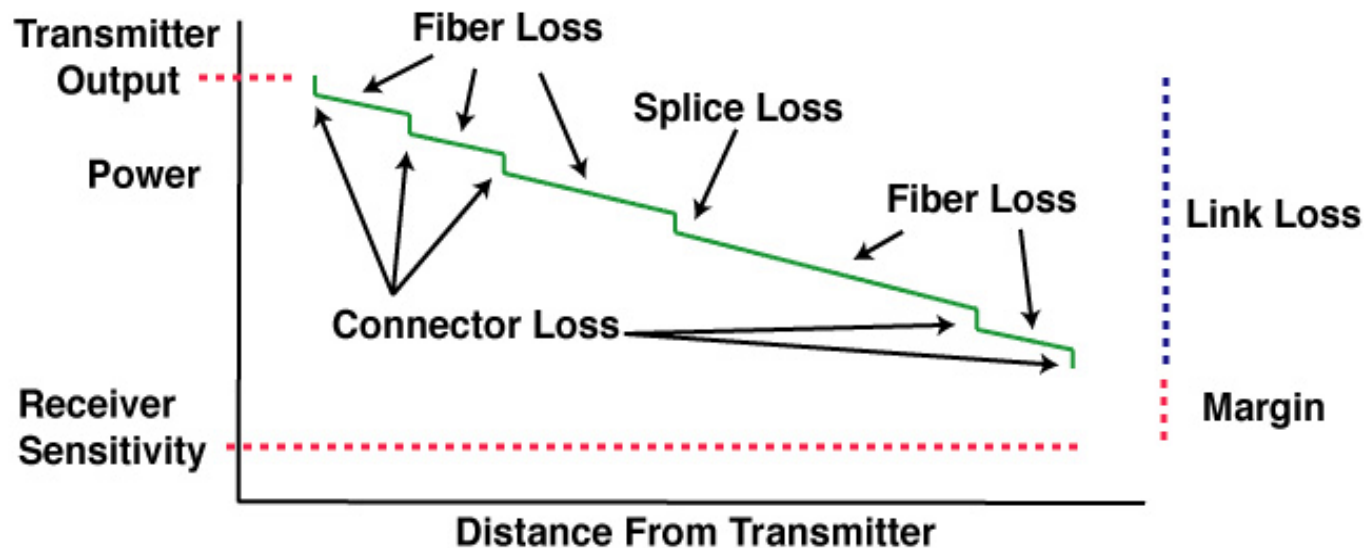 Transmitter
Output
Fiber Loss
Splice Loss
Power
Fiber Loss
Link Loss
Connector Loss
Receiver
Sensitivity
Margin
Distance From Transmitter